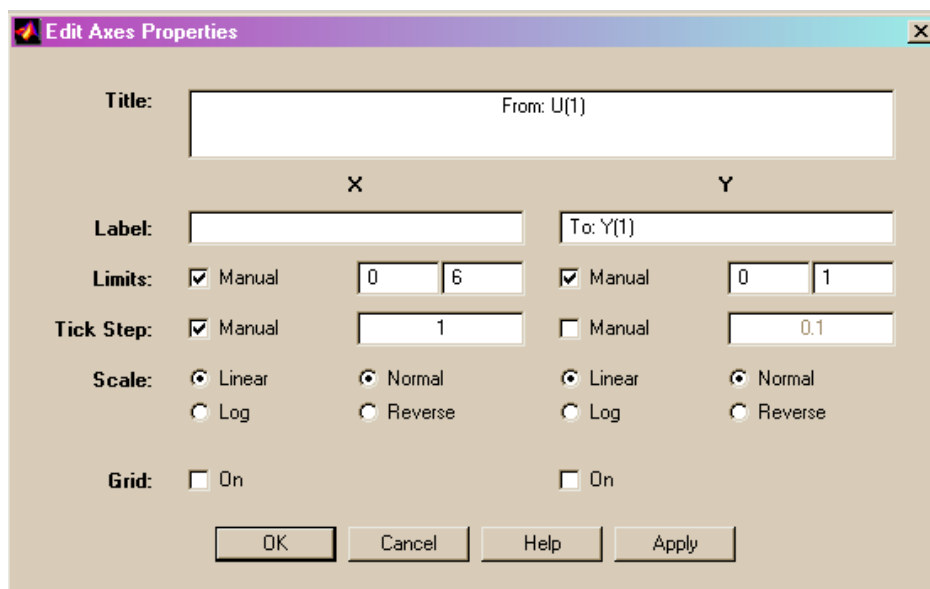 Edit Axes Properties
Title: From: U(1)
X Y
Label: To: Y(1)
Limits: Manual 0 6 Manual 0 1
Tick Step: Manual 1 Manual 0.1
Scale: Linear Normal Linear Normal
Log Reverse Log Reverse
Grid: On On
OK Cancel Help Apply